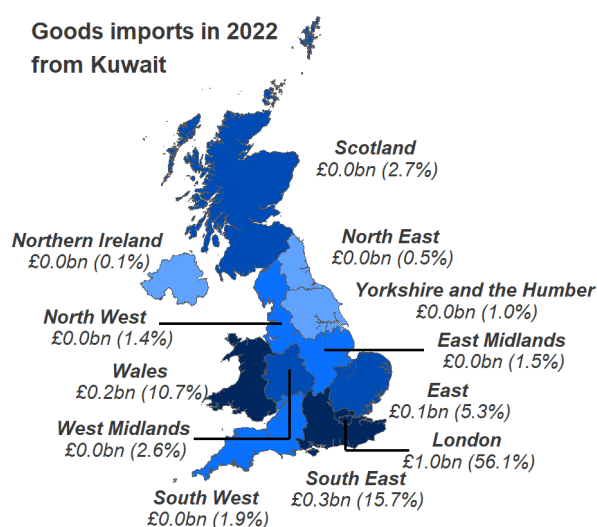 Goods imports in 2022
from Kuwait
Scotland
£0.0bn (2.7%)
Northern Ireland
£0.0bn (0.1%)
North East
£0.0bn (0.5%)
Yorkshire and the Humber
£0.0bn (1.0%)
North West
£0.0bn (1.4%)
East Midlands
£0.0bn (1.5%)
Wales
£0.2bn (10.7%)
East
£0.1bn (5.3%)
West Midlands
£0.0bn (2.6%)
London
£1.0bn (56.1%)
South East
£0.3bn (15.7%)
South West
£0.0bn (1.9%)